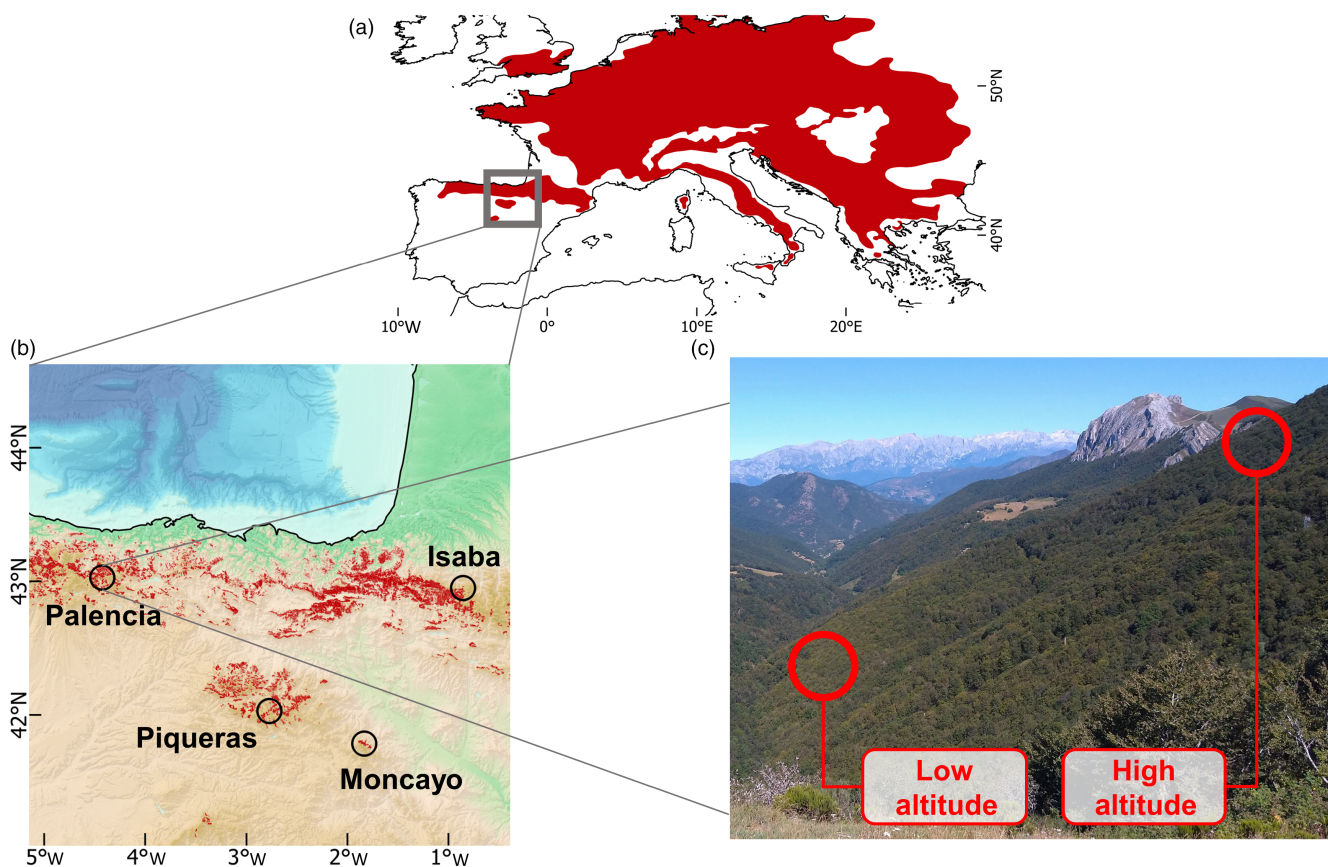 (a)
50°N
40°N
10°W
0°
10°E
20°E
(b)
44°N
43°N
42°N
Isaba
Palencia
Piqueras
Moncayo
5°W
4°W
3°W
2°W
1°W
(c)
Low
altitude
High
altitude